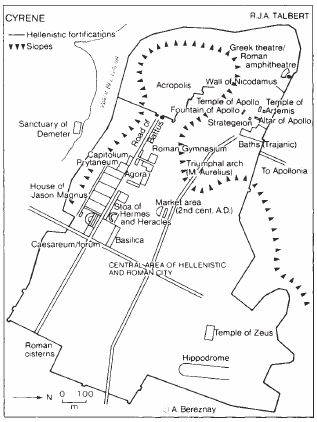 CYRENE
R.J.A. TALBERT
Hellenistic fortifications
Slopes
Greek theatre/
Roman
amphitheatre
Wall of Nicodamus
Acropolis
Temple of Apollo
Fountain of Apollo
Temple of
Artemis
Altar of Apollo
Strategeion
Baths (Trajanic)
Sanctuary
of Demeter
Road of
Battus
Roman Gymnasium
To Apollonia
Capitolium
Prytaneum
Agora
Triumphal arch
(M. Aurelius)
House of
Jason Magnus
Stoa of
Hermes
and Heracles
Market area
(2nd cent. A.D.)
Caesareum/forum
Basilica
CENTRAL AREA OF HELLENISTIC
AND ROMAN CITY
Temple of Zeus
Roman
cisterns
Hippodrome
N
0 100
m
A. Bereznay